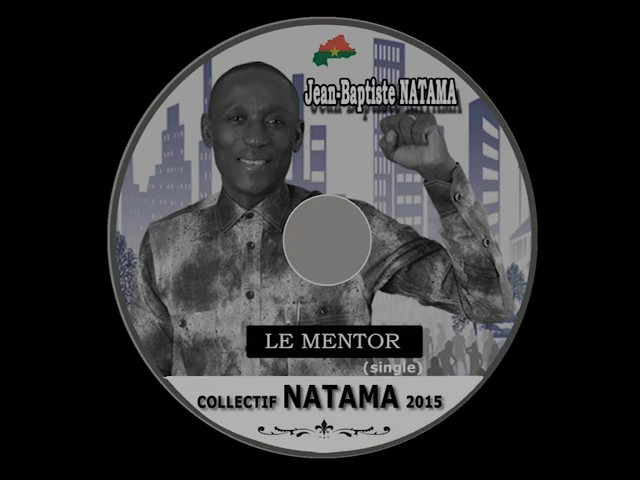 Jean-Baptiste NATAMA
LE MENTOR
(single)
COLLECTIF NATAMA 2015